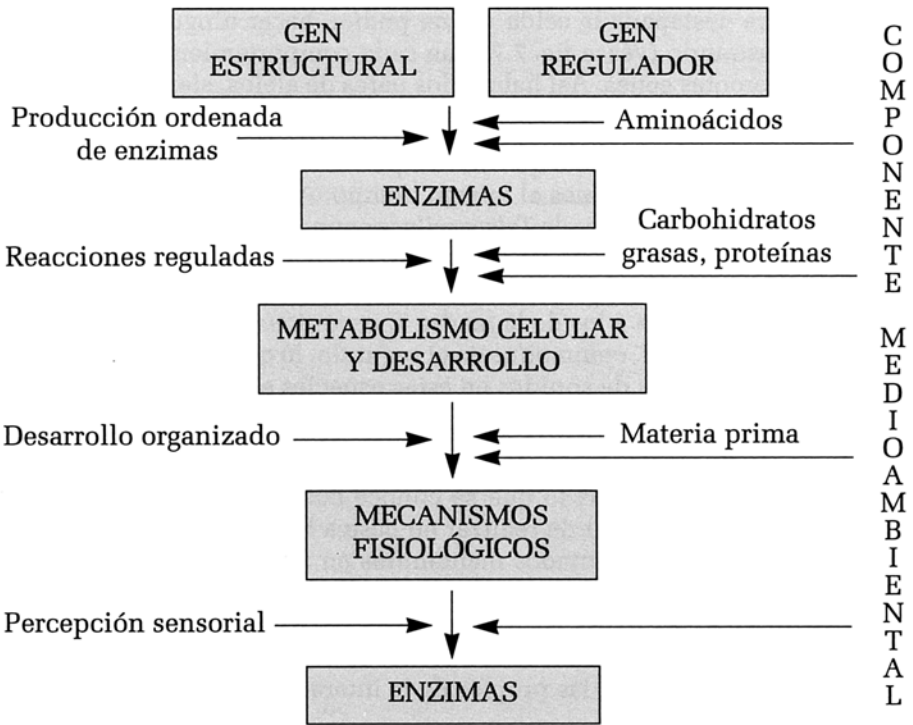 GEN
ESTRUCTURAL
GEN
REGULADOR
Producción ordenada
de enzimas
Aminoácidos
ENZIMAS
Reacciones reguladas
Carbohidratos
grasas, proteínas
METABOLISMO CELULAR
Y DESARROLLO
Desarrollo organizado
Materia prima
MECANISMOS
FISIOLÓGICOS
Percepción sensorial
ENZIMAS
COMPONENTE MEDIOAMBIENTAL